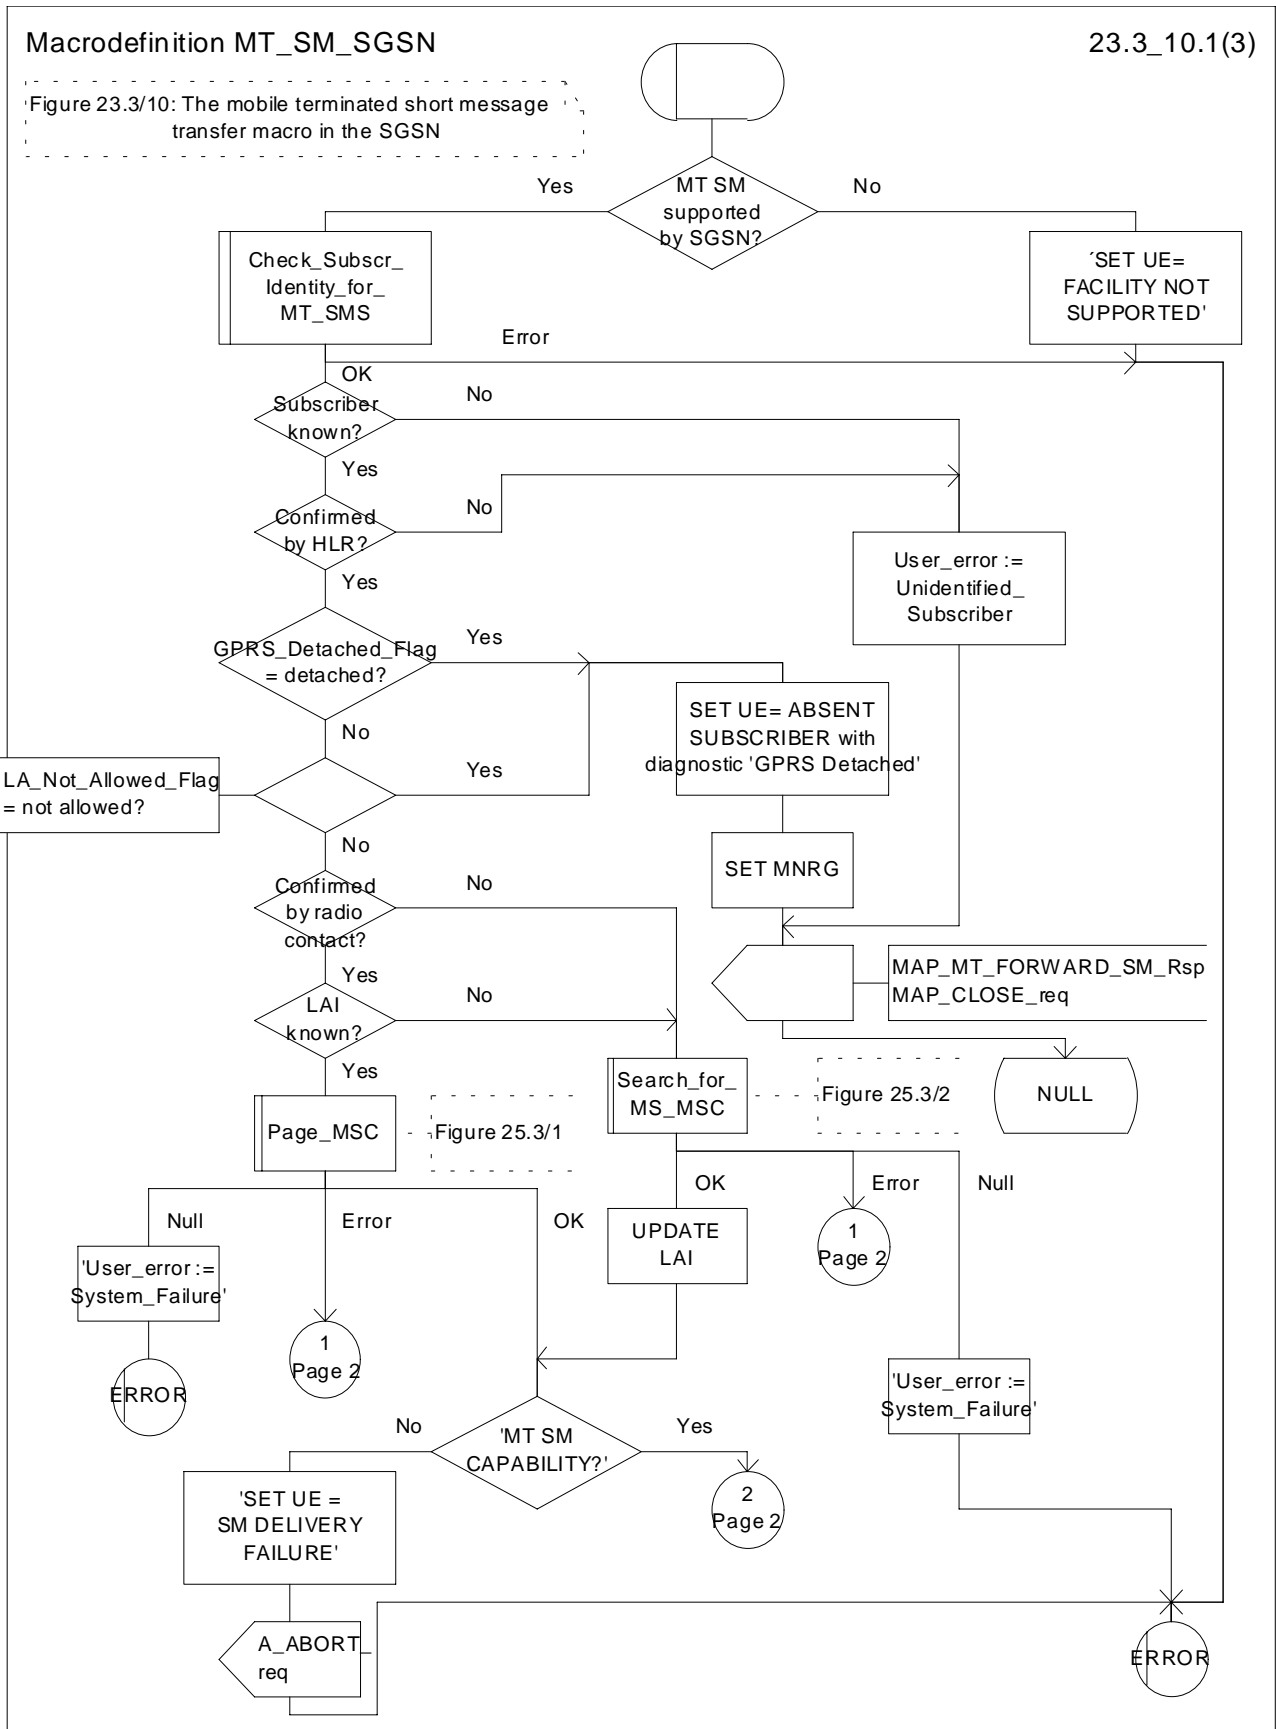 Macrodefinition MT_SM_SGSN
23.3_10.1(3)
Figure 23.3/10: The mobile terminated short message
transfer macro in the SGSN
Yes
MT SM
supported
by SGSN?
No
Check_Subscr_
Identity_for_
MT_SMS
´SET UE=
FACILITY NOT
SUPPORTED'
Error
OK
Subscriber
known?
No
Yes
Confirmed
by HLR?
No
User_error :=
Unidentified_
Subscriber
Yes
GPRS_Detached_Flag
= detached?
Yes
SET UE= ABSENT
SUBSCRIBER with
diagnostic 'GPRS Detached'
No
LA_Not_Allowed_Flag
= not allowed?
Yes
No
SET MNRG
Confirmed
by radio
contact?
No
MAP_MT_FORWARD_SM_Rsp
MAP_CLOSE_req
Yes
LAI
known?
No
Yes
Search_for_
MS_MSC
Figure 25.3/2
NULL
Page_MSC
Figure 25.3/1
OK
Error
Null
Null
Error
OK
UPDATE
LAI
1
Page 2
'User_error :=
System_Failure'
1
Page 2
ERROR
'User_error :=
System_Failure'
No
'MT SM
CAPABILITY?'
Yes
2
Page 2
'SET UE =
SM DELIVERY
FAILURE'
A_ABORT_
req
ERROR